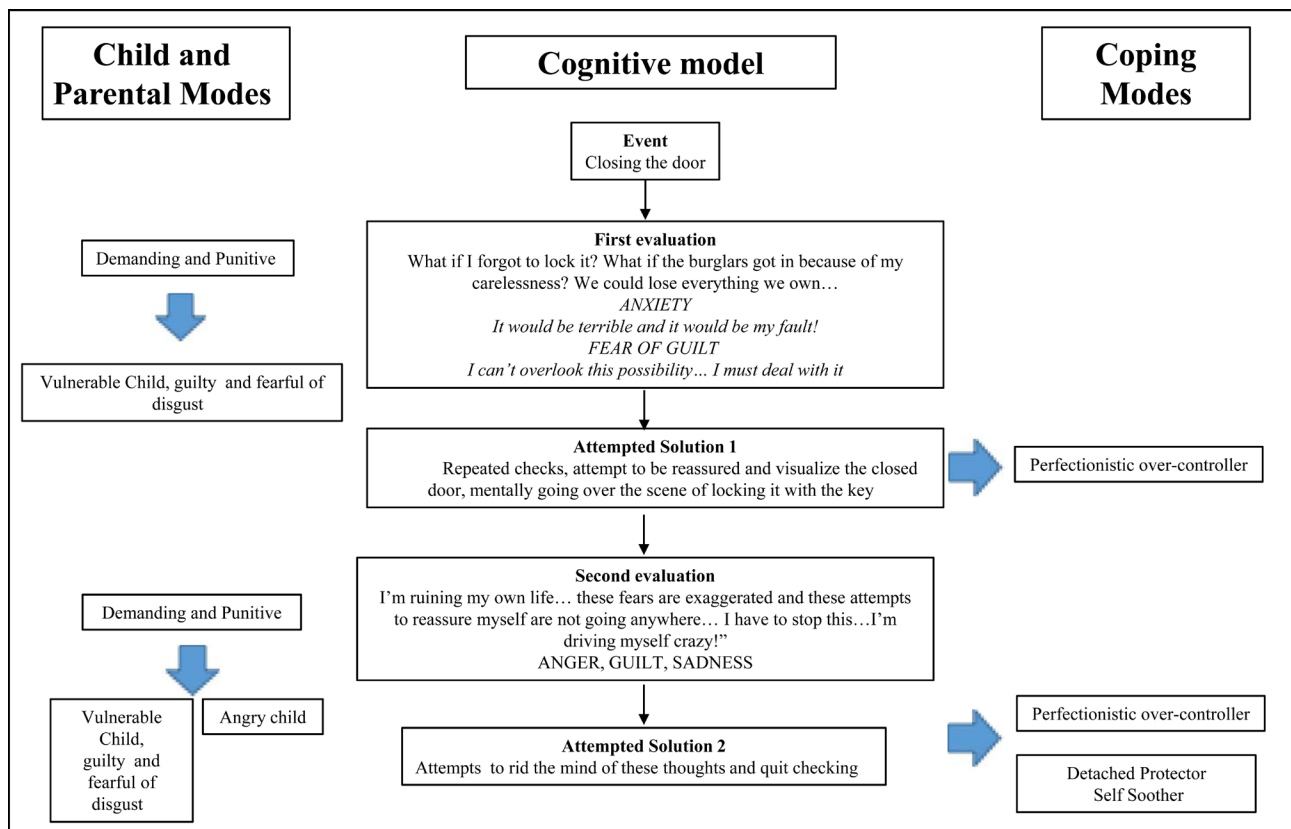 Child and
Parental Modes
Cognitive model
Coping
Modes
Event
Closing the door
First evaluation
What if I forgot to lock it? What if the burglars got in because of my
carelessness? We could lose everything we own…
ANXIETY
It would be terrible and it would be my fault!
FEAR OF GUILT
I can’t overlook this possibility… I must deal with it
Demanding and Punitive
Vulnerable Child, guilty and fearful of
disgust
Attempted Solution 1
Repeated checks, attempt to be reassured and visualize the closed
door, mentally going over the scene of locking it with the key
Perfectionistic over-controller
Second evaluation
I’m ruining my own life… these fears are exaggerated and these attempts
to reassure myself are not going anywhere… I have to stop this…I’m
driving myself crazy!”
ANGER, GUILT, SADNESS
Demanding and Punitive
Vulnerable
Child,
guilty and
fearful of
disgust
Angry child
Attempted Solution 2
Attempts to rid the mind of these thoughts and quit checking
Perfectionistic over-controller
Detached Protector
Self Soother